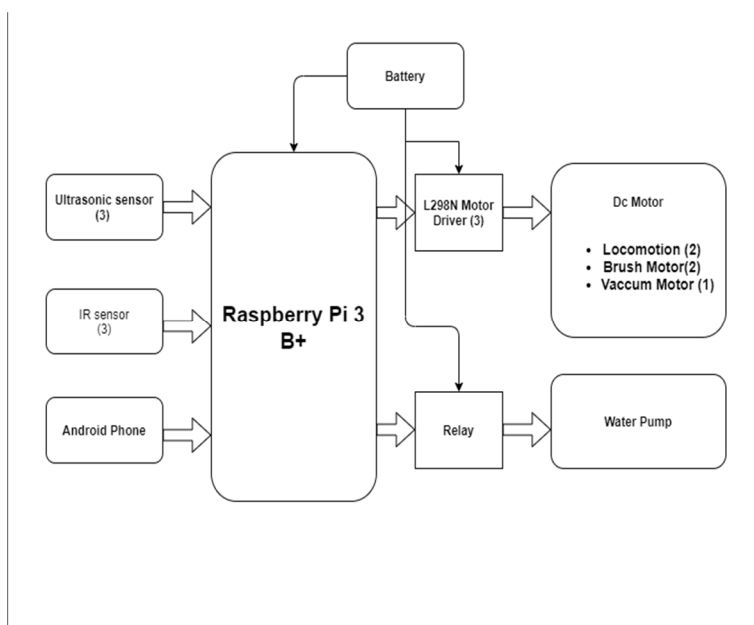 Battery
Ultrasonic sensor
(3)
L298N Motor
Driver (3)
Dc Motor
• Locomotion (2)
• Brush Motor(2)
• Vaccum Motor (1)
IR sensor
(3)
Raspberry Pi 3
B+
Android Phone
Relay
Water Pump